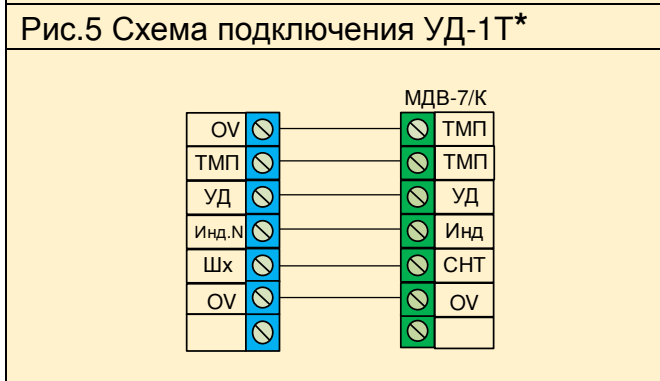 Рис.5 Схема подключения УД-1Т*
МДВ-7/К
OV ТМП
ТМП ТМП
УД УД
Инд.N Инд
Шх СНТ
OV OV